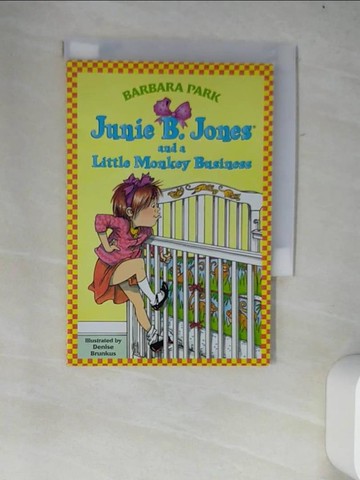 BARBARA PARK
Junie B. Jones
and a
Little Monkey Business
Illustrated by
Denise
Brunkus